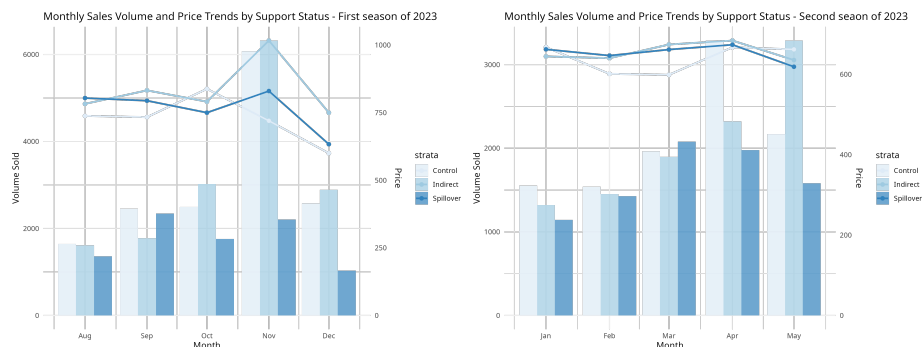 Monthly Sales Volume and Price Trends by Support Status - First season of 2023
Volume Sold
6000
4000
2000
0
1000
750
500
250
0
Price
Aug
Sep
Oct
Nov
Dec
Month
strata
Control
Indirect
Spillover
Monthly Sales Volume and Price Trends by Support Status - Second seaon of 2023
Volume Sold
3000
2000
1000
0
600
400
200
0
Price
Jan
Feb
Mar
Apr
May
Month
strata
Control
Indirect
Spillover